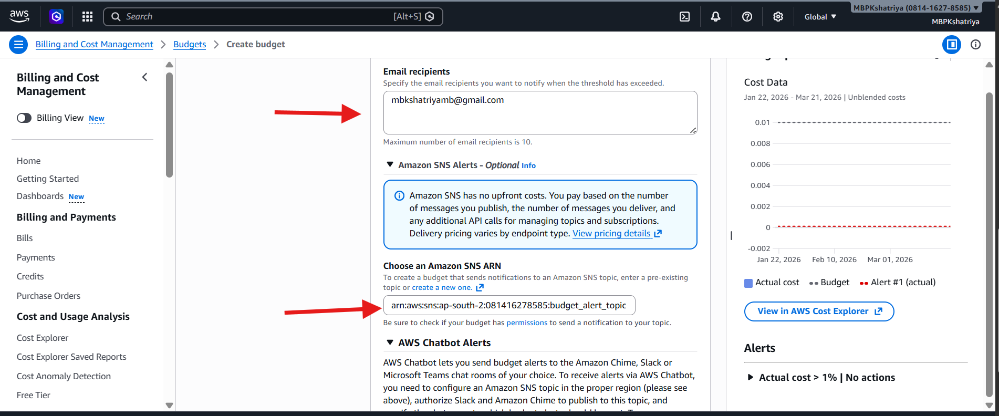 aws
Search
[Alt+S]
Global
MBPKshatriya (0814-1627-8585)
MBPKshatriya
Billing and Cost Management
Budgets
Create budget
Billing and Cost
Management
Billing View New
Home
Getting Started
Dashboards New
Billing and Payments
Bills
Payments
Credits
Purchase Orders
Cost and Usage Analysis
Cost Explorer
Cost Explorer Saved Reports
Cost Anomaly Detection
Free Tier
Email recipients
Specify the email recipients you want to notify when the threshold has exceeded.
mbkshatriyamb@gmail.com
Maximum number of email recipients is 10.
Amazon SNS Alerts - Optional Info
Amazon SNS has no upfront costs. You pay based on the number
of messages you publish, the number of messages you deliver, and
any additional API calls for managing topics and subscriptions.
Delivery pricing varies by endpoint type. View pricing details
Choose an Amazon SNS ARN
To create a budget that sends notifications to an Amazon SNS topic, enter a pre-existing
topic or create a new one.
arn:aws:sns:ap-south-2:081416278585:budget_alert_topic
Be sure to check if your budget has permissions to send a notification to your topic.
AWS Chatbot Alerts
AWS Chatbot lets you send budget alerts to the Amazon Chime, Slack or
Microsoft Teams chat rooms of your choice. To receive alerts via AWS Chatbot,
you need to configure an Amazon SNS topic in the proper region (please see
above), authorize Slack and Amazon Chime to publish to this topic, and
Cost Data
Jan 22, 2026 - Mar 21, 2026 | Unblended costs
0.01
0.008
0.006
0.004
0.002
0
-0.002
Jan 22, 2026
Feb 10, 2026
Mar 01, 2026
Actual cost
Budget
Alert #1 (actual)
View in AWS Cost Explorer
Alerts
Actual cost > 1% | No actions